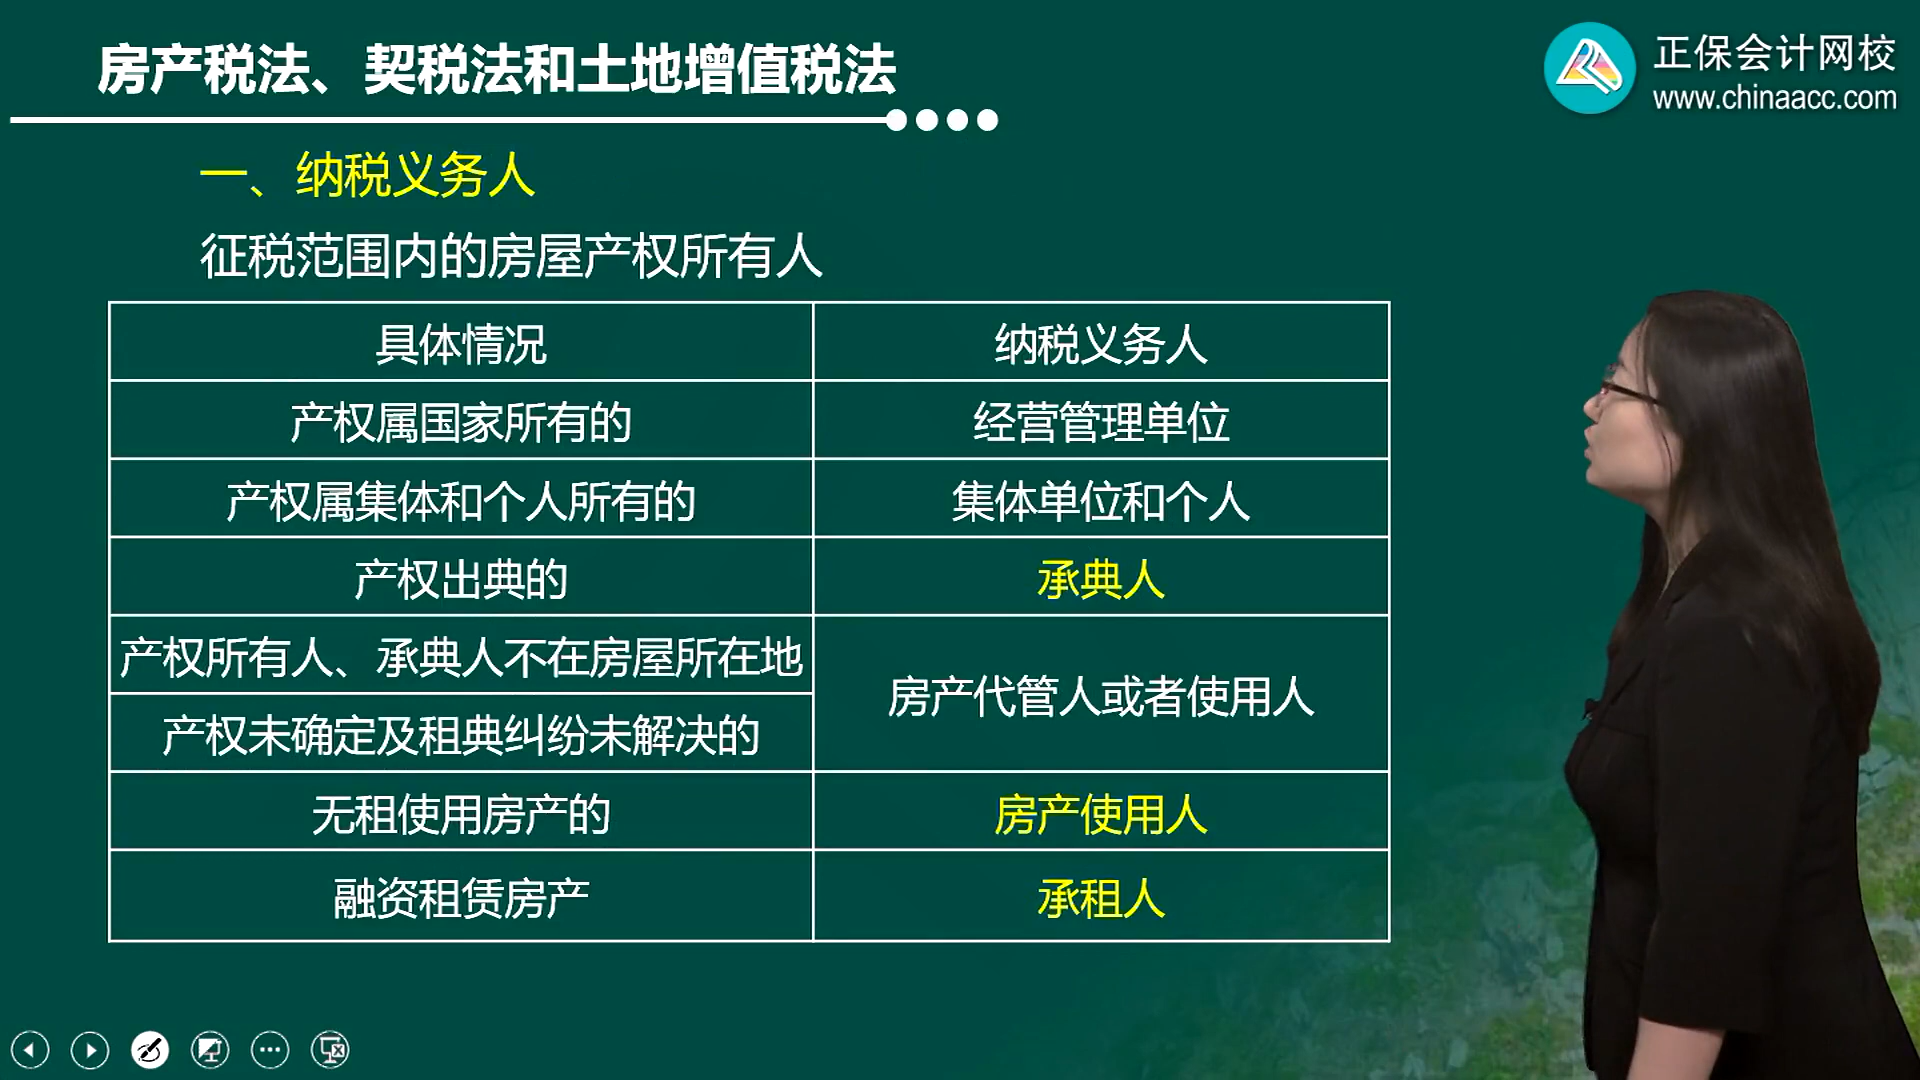 房产税法、契税法和土地增值税法
正保会计网校
www.chinaacc.com
一、纳税义务人
征税范围内的房屋产权所有人
具体情况 纳税义务人
产权属国家所有的 经营管理单位
产权属集体和个人所有的 集体单位和个人
产权出典的 承典人
产权所有人、承典人不在房屋所在地
房产代管人或者使用人
产权未确定及租典纠纷未解决的
无租使用房产的 房产使用人
融资租赁房产 承租人